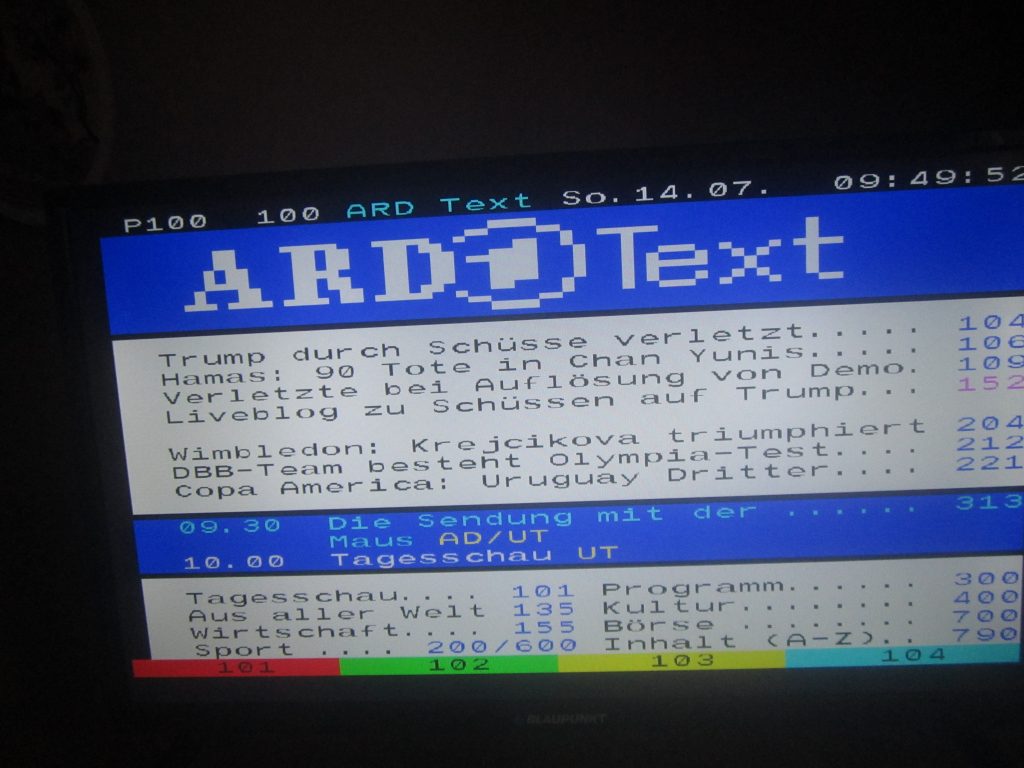 P100 100 ARD Text So.14.07. 09:49:52
ARD Text
Trump durch Schüsse verletzt..... 104
Hamas: 90 Tote in Chan Yunis..... 106
Verletzte bei Auflösung von Demo. 109
Liveblog zu Schüssen auf Trump... 152
Wimbledon: Krejcikova triumphiert 204
DBB-Team besteht Olympia-Test.... 212
Copa America: Uruguay Dritter.... 221
09.30 Die Sendung mit der ...... 313
Maus AD/UT
10.00 Tagesschau UT
Tagesschau.... 101 Programm...... 300
Aus aller Welt 135 Kultur........ 400
Wirtschaft.... 155 Börse ........ 700
Sport .... 200/600 Inhalt (A-Z).. 790
101 102 103 104
BLAUPUNKT